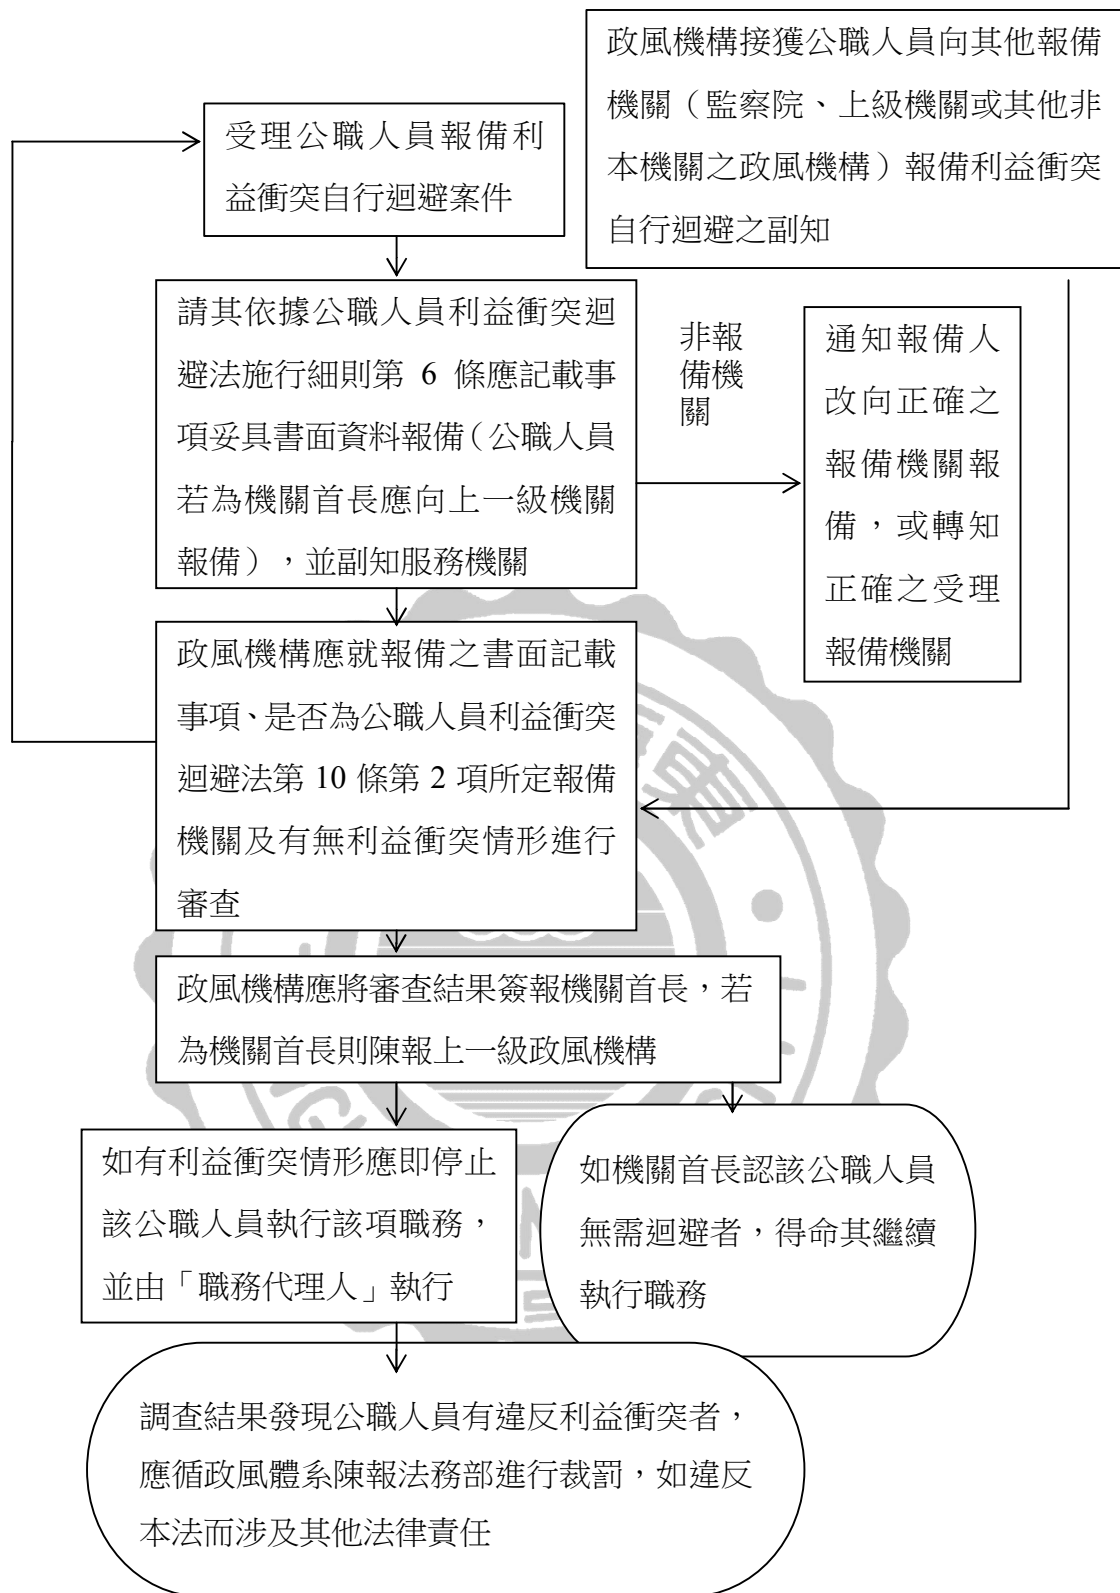 政風機構接獲公職人員向其他報備
機關（監察院、上級機關或其他非
本機關之政風機構）報備利益衝突
自行迴避之副知
受理公職人員報備利
益衝突自行迴避案件
請其依據公職人員利益衝突迴
避法施行細則第 6 條應記載事
項妥具書面資料報備（公職人員
若為機關首長應向上一級機關
報備），並副知服務機關
非報
備機
關
通知報備人
改向正確之
報備機關報
備，或轉知
正確之受理
報備機關
政風機構應就報備之書面記載
事項、是否為公職人員利益衝突
迴避法第 10 條第 2 項所定報備
機關及有無利益衝突情形進行
審查
政風機構應將審查結果簽報機關首長，若
為機關首長則陳報上一級政風機構
如有利益衝突情形應即停止
該公職人員執行該項職務，
並由「職務代理人」執行
如機關首長認該公職人員
無需迴避者，得命其繼續
執行職務
調查結果發現公職人員有違反利益衝突者，
應循政風體系陳報法務部進行裁罰，如違反
本法而涉及其他法律責任